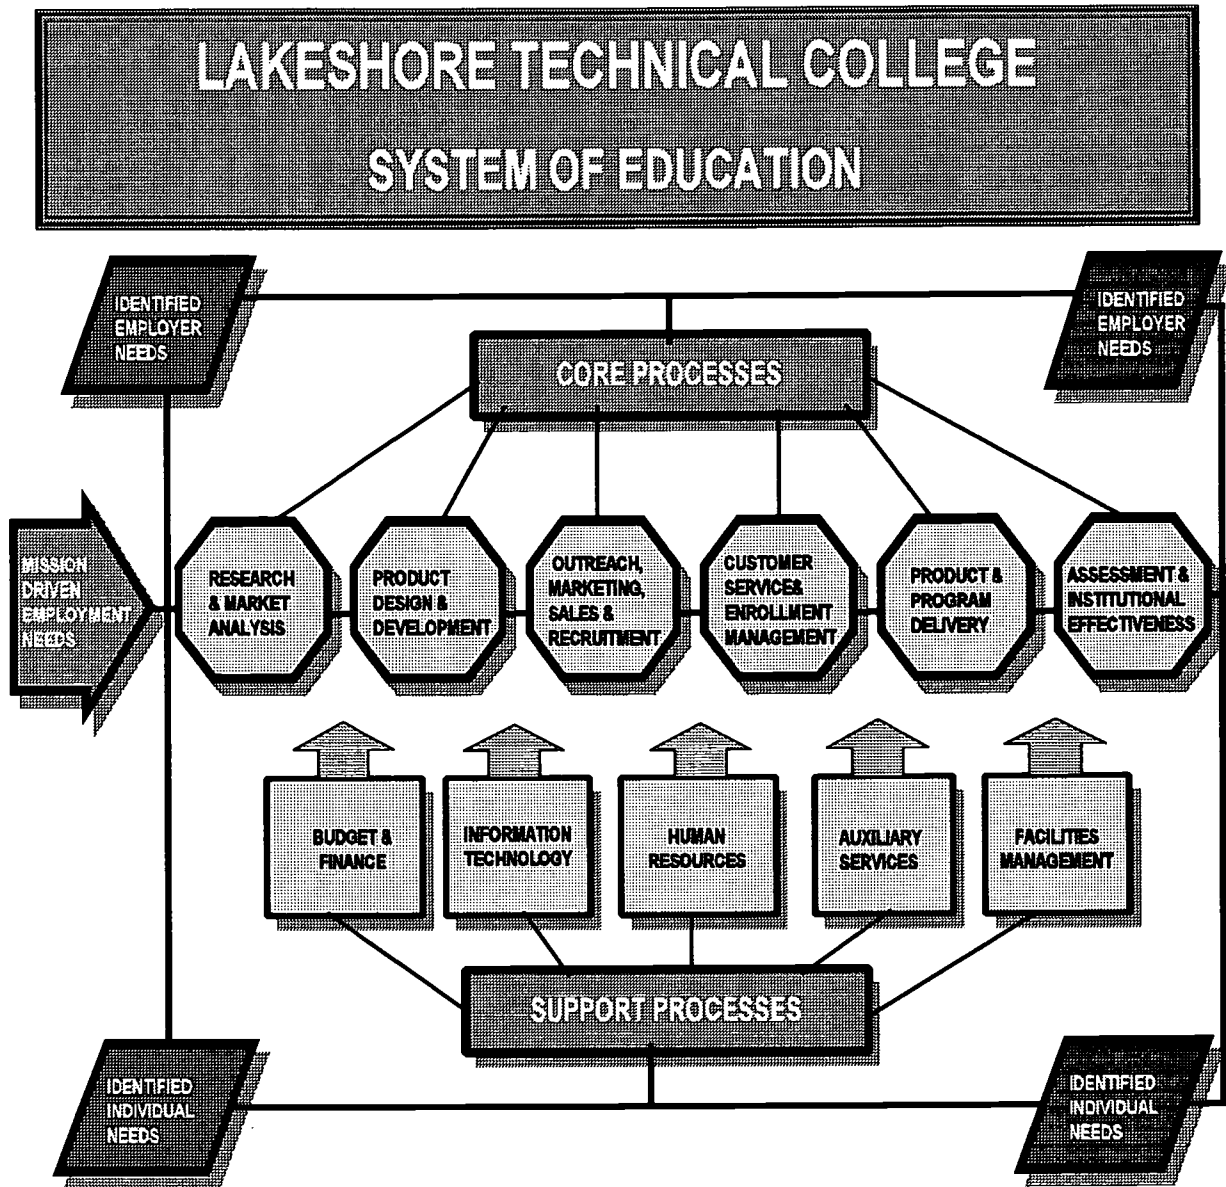 LAKESHORE TECHNICAL COLLEGE
SYSTEM OF EDUCATION
IDENTIFIED
EMPLOYER
NEEDS
IDENTIFIED
EMPLOYER
NEEDS
CORE PROCESSES
MISSION
DRIVEN
EMPLOYMENT
NEEDS
RESEARCH
& MARKET
ANALYSIS
PRODUCT
DESIGN &
DEVELOPMENT
OUTREACH,
MARKETING,
SALES &
RECRUITMENT
CUSTOMER
SERVICE&
ENROLLMENT
MANAGEMENT
PRODUCT &
PROGRAM
DELIVERY
ASSESSMENT &
INSTITUTIONAL
EFFECTIVENESS
BUDGET &
FINANCE
INFORMATION
TECHNOLOGY
HUMAN
RESOURCES
AUXILIARY
SERVICES
FACILITIES
MANAGEMENT
SUPPORT PROCESSES
IDENTIFIED
INDIVIDUAL
NEEDS
IDENTIFIED
INDIVIDUAL
NEEDS